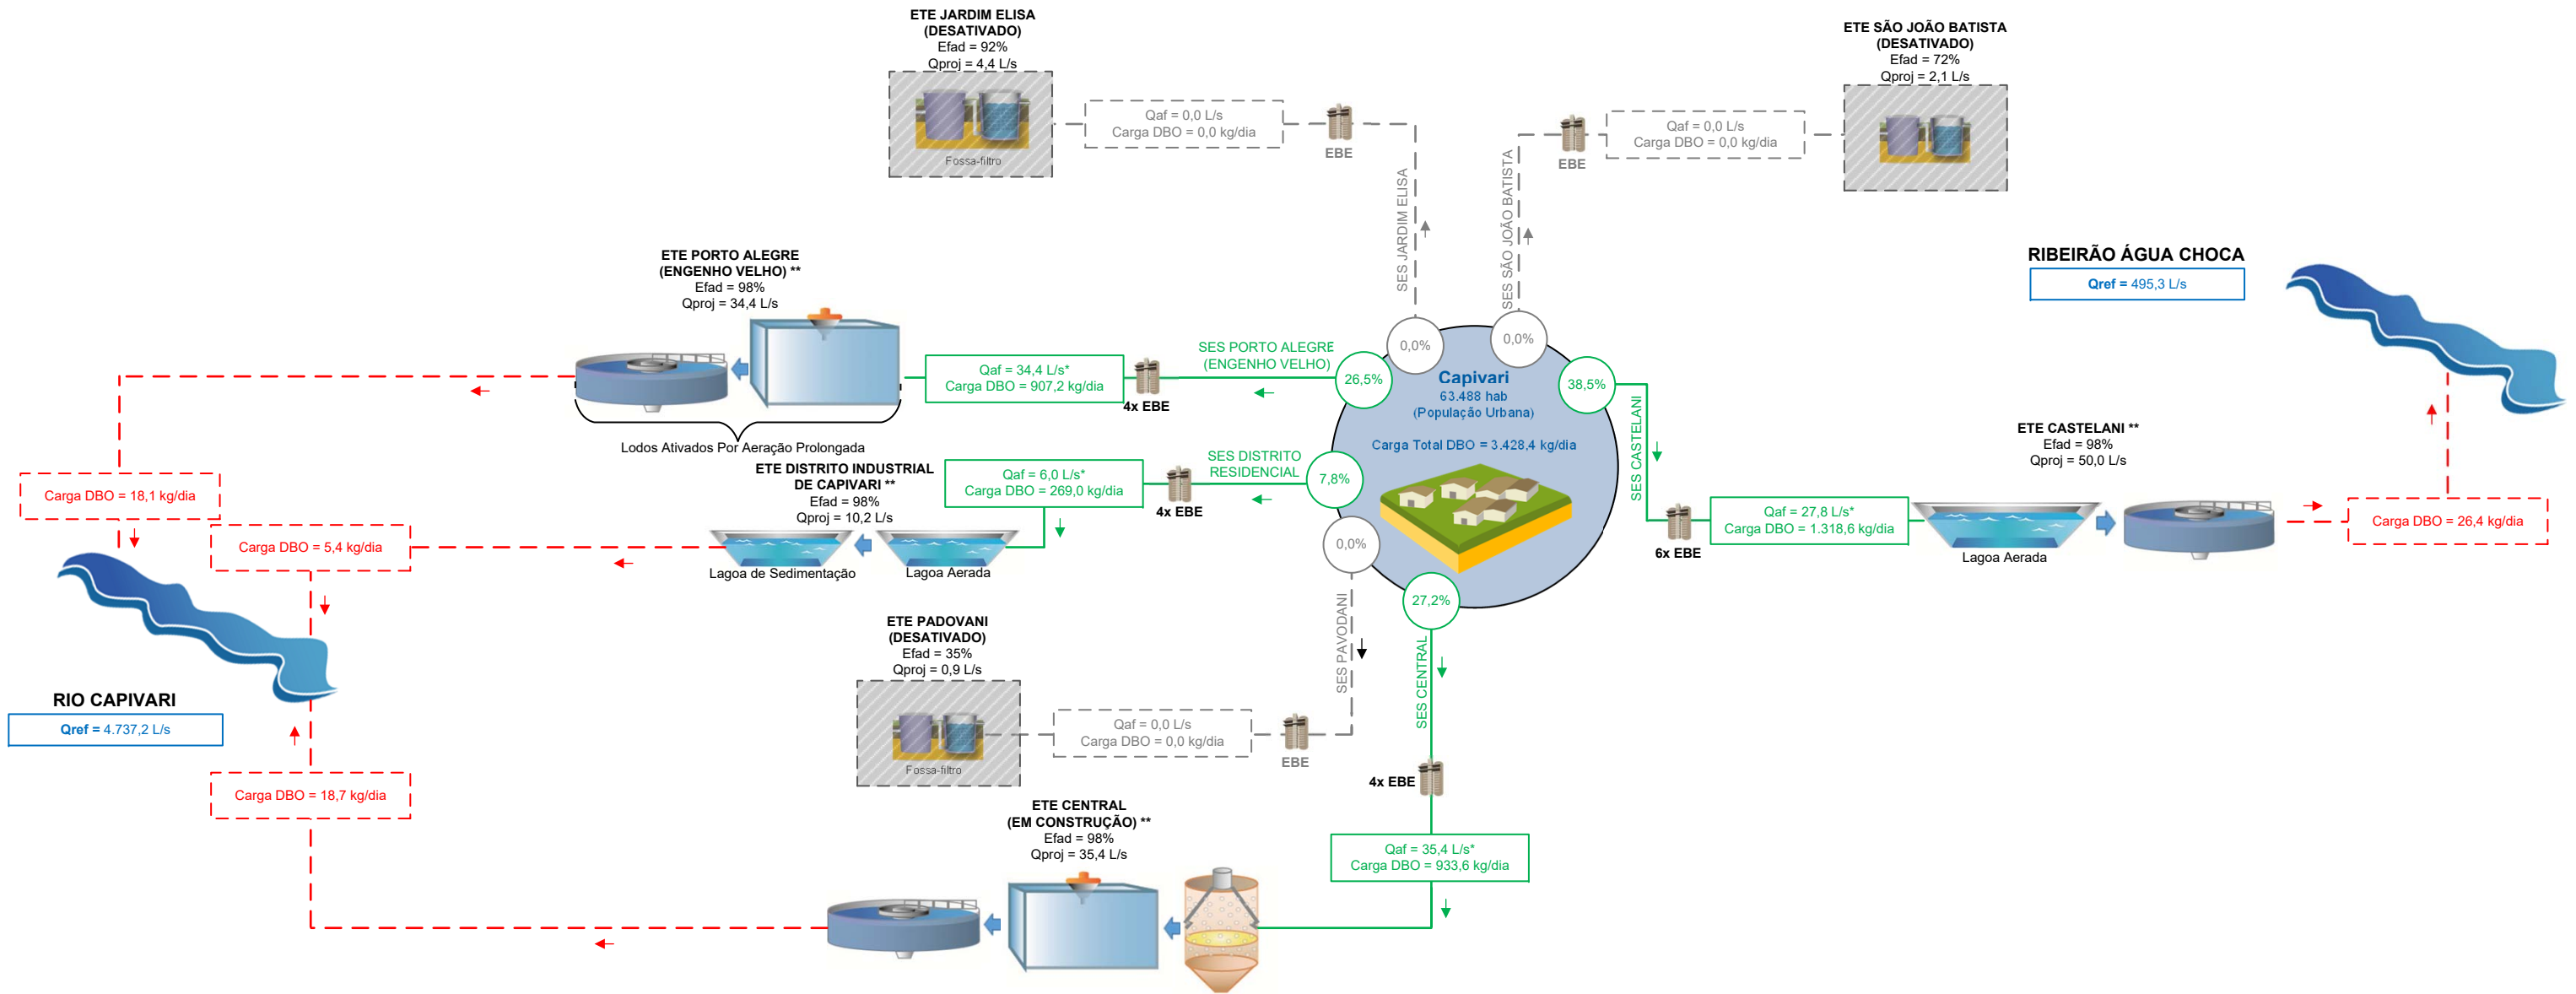 ETE JARDIM ELISA
(DESATIVADO)
Efad = 92%
Qproj = 4,4 L/s
Fossa-filtro
Qaf = 0,0 L/s
Carga DBO = 0,0 kg/dia
EBE
SES JARDIM ELISA
ETE SÃO JOÃO BATISTA
(DESATIVADO)
Efad = 72%
Qproj = 2,1 L/s
Qaf = 0,0 L/s
Carga DBO = 0,0 kg/dia
EBE
SES SÃO JOÃO BATISTA
ETE PORTO ALEGRE
(ENGENHO VELHO) **
Efad = 98%
Qproj = 34,4 L/s
Lodos Ativados Por Aeração Prolongada
Qaf = 34,4 L/s*
Carga DBO = 907,2 kg/dia
4x EBE
SES PORTO ALEGRE
(ENGENHO VELHO)
26,5%
0,0%
0,0%
38,5%
Capivari
63.488 hab
(População Urbana)
Carga Total DBO = 3.428,4 kg/dia
7,8%
0,0%
27,2%
RIBEIRÃO ÁGUA CHOCA
Qref = 495,3 L/s
SES CASTELANI
6x EBE
Qaf = 27,8 L/s*
Carga DBO = 1.318,6 kg/dia
ETE CASTELANI **
Efad = 98%
Qproj = 50,0 L/s
Lagoa Aerada
Carga DBO = 26,4 kg/dia
ETE DISTRITO INDUSTRIAL
DE CAPIVARI **
Efad = 98%
Qproj = 10,2 L/s
Lagoa de Sedimentação
Lagoa Aerada
Qaf = 6,0 L/s*
Carga DBO = 269,0 kg/dia
4x EBE
SES DISTRITO
RESIDENCIAL
Carga DBO = 18,1 kg/dia
Carga DBO = 5,4 kg/dia
RIO CAPIVARI
Qref = 4.737,2 L/s
Carga DBO = 18,7 kg/dia
ETE PADOVANI
(DESATIVADO)
Efad = 35%
Qproj = 0,9 L/s
Fossa-filtro
Qaf = 0,0 L/s
Carga DBO = 0,0 kg/dia
EBE
SES PAVODANI
SES CENTRAL
4x EBE
Qaf = 35,4 L/s*
Carga DBO = 933,6 kg/dia
ETE CENTRAL
(EM CONSTRUÇÃO) **
Efad = 98%
Qproj = 35,4 L/s